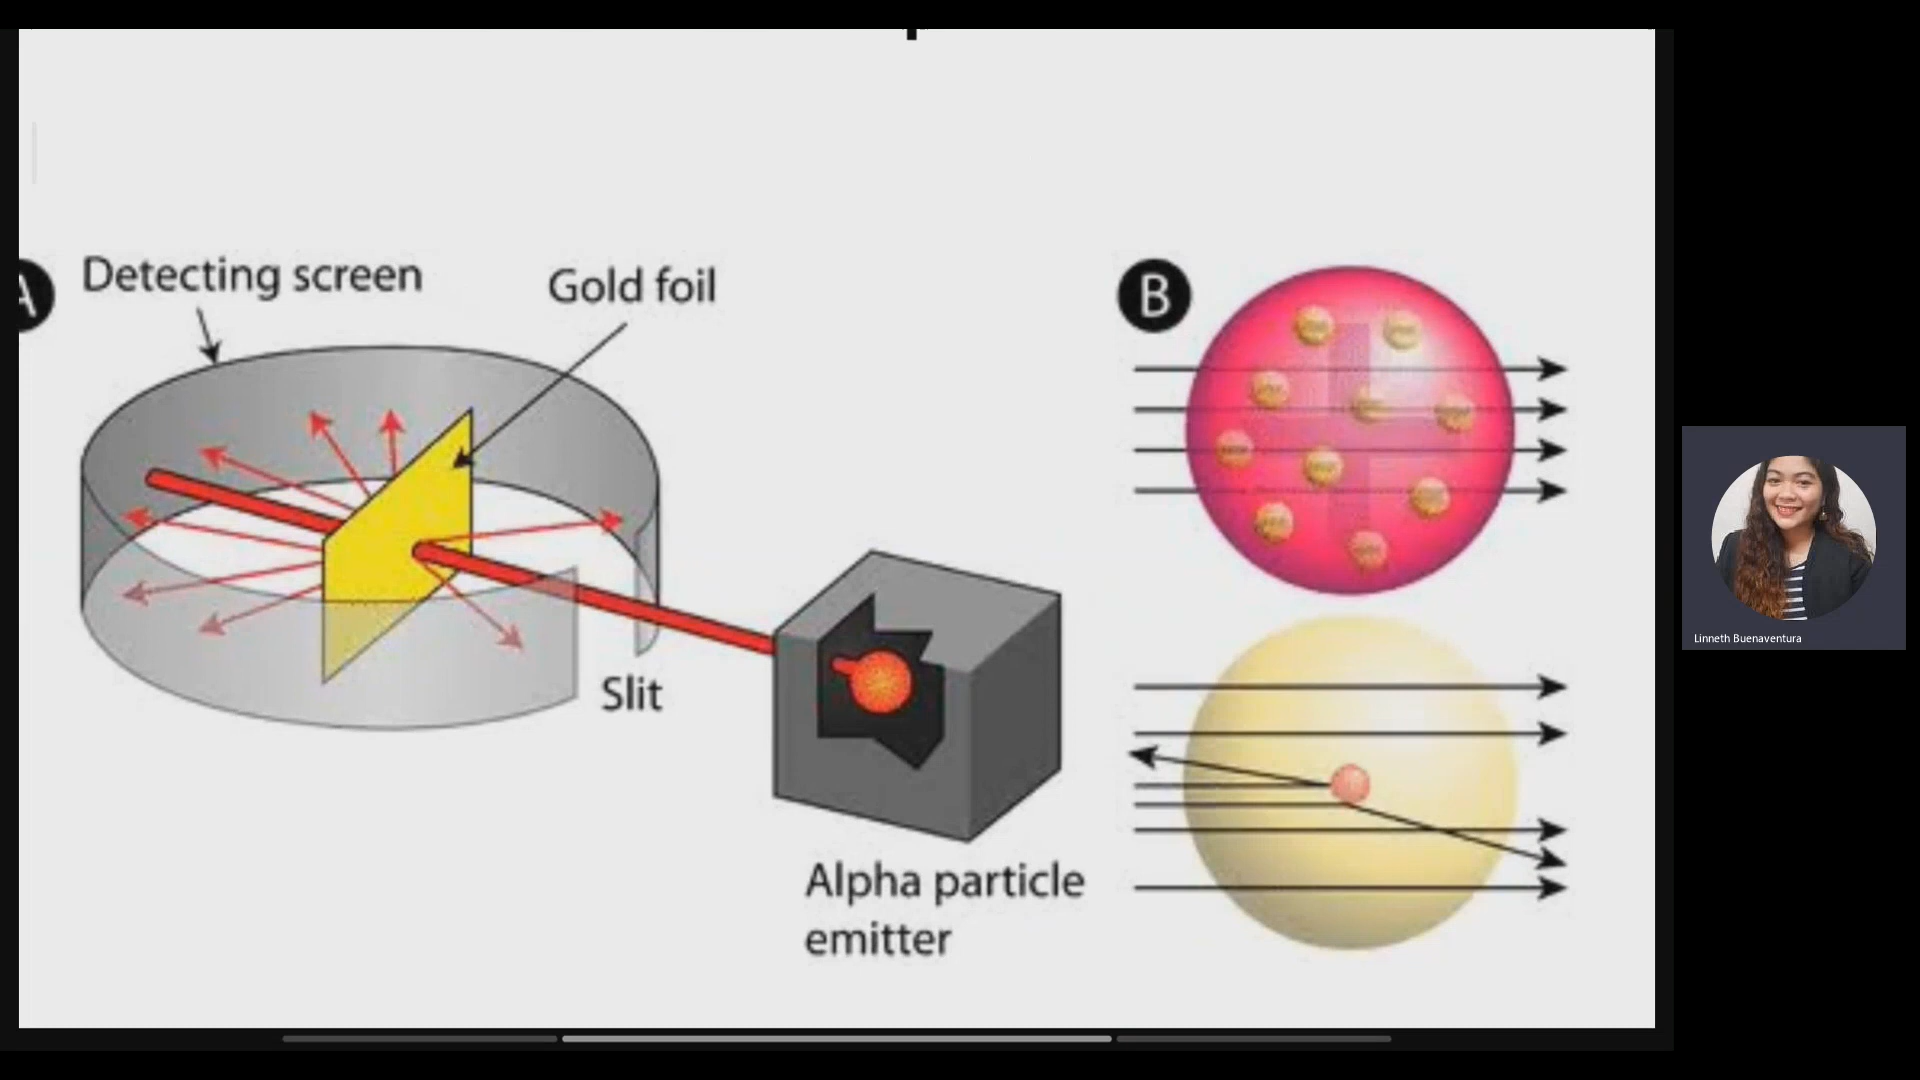 A
Detecting screen
Gold foil
B
Slit
Alpha particle
emitter
Linneth Buenaventura